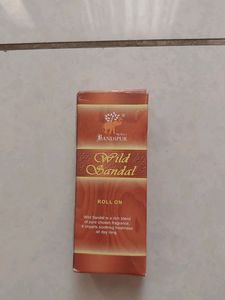 BANDIPUR
Wild
Sandal
ROLL ON
Wild Sandal is a rich blend
of pure chosen fragrance.
It imparts soothing freshness
all day long.